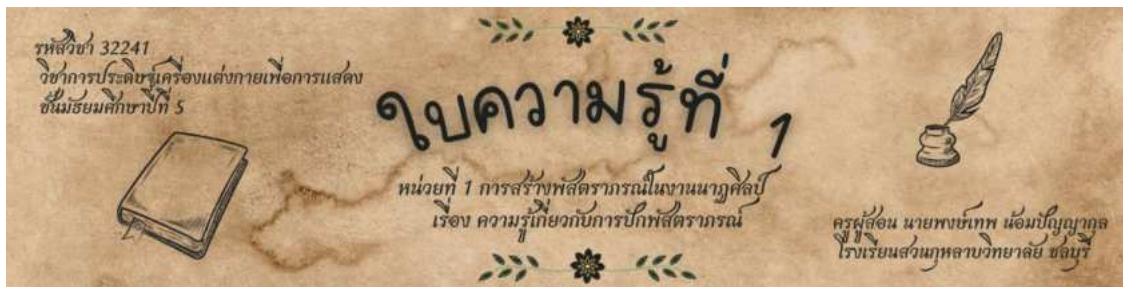 รหัสวิชา 32241
วิชาการประดิษฐ์เครื่องแต่งกายเพื่อการแสดง
ชั้นมัธยมศึกษาปีที่ 5
ใบความรู้ที่ 1
หน่วยที่ 1 การสร้างพัสตราภรณ์ในงานนาฏศิลป์
เรื่อง ความรู้เกี่ยวกับการปักพัสตราภรณ์
ครูผู้สอน นายพงษ์เทพ น้อมปัญญากุล
โรงเรียนสวนกุหลาบวิทยาลัย ชลบุรี